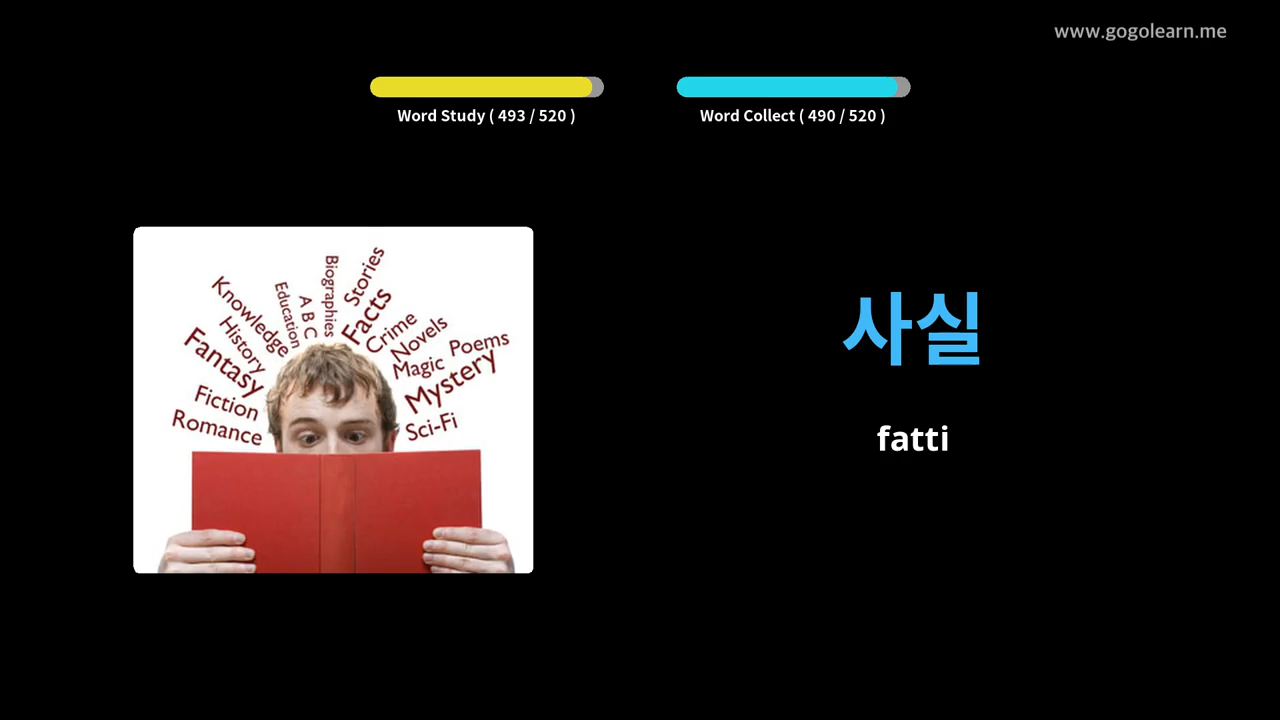 www.gogolearn.me
Word Study ( 493 / 520 )
Word Collect ( 490 / 520 )
Romance
Fiction
Fantasy
History
Knowledge
Education
A B C
Biographies
Stories
Facts
Crime
Novels
Magic
Poems
Mystery
Sci-Fi
사실
fatti